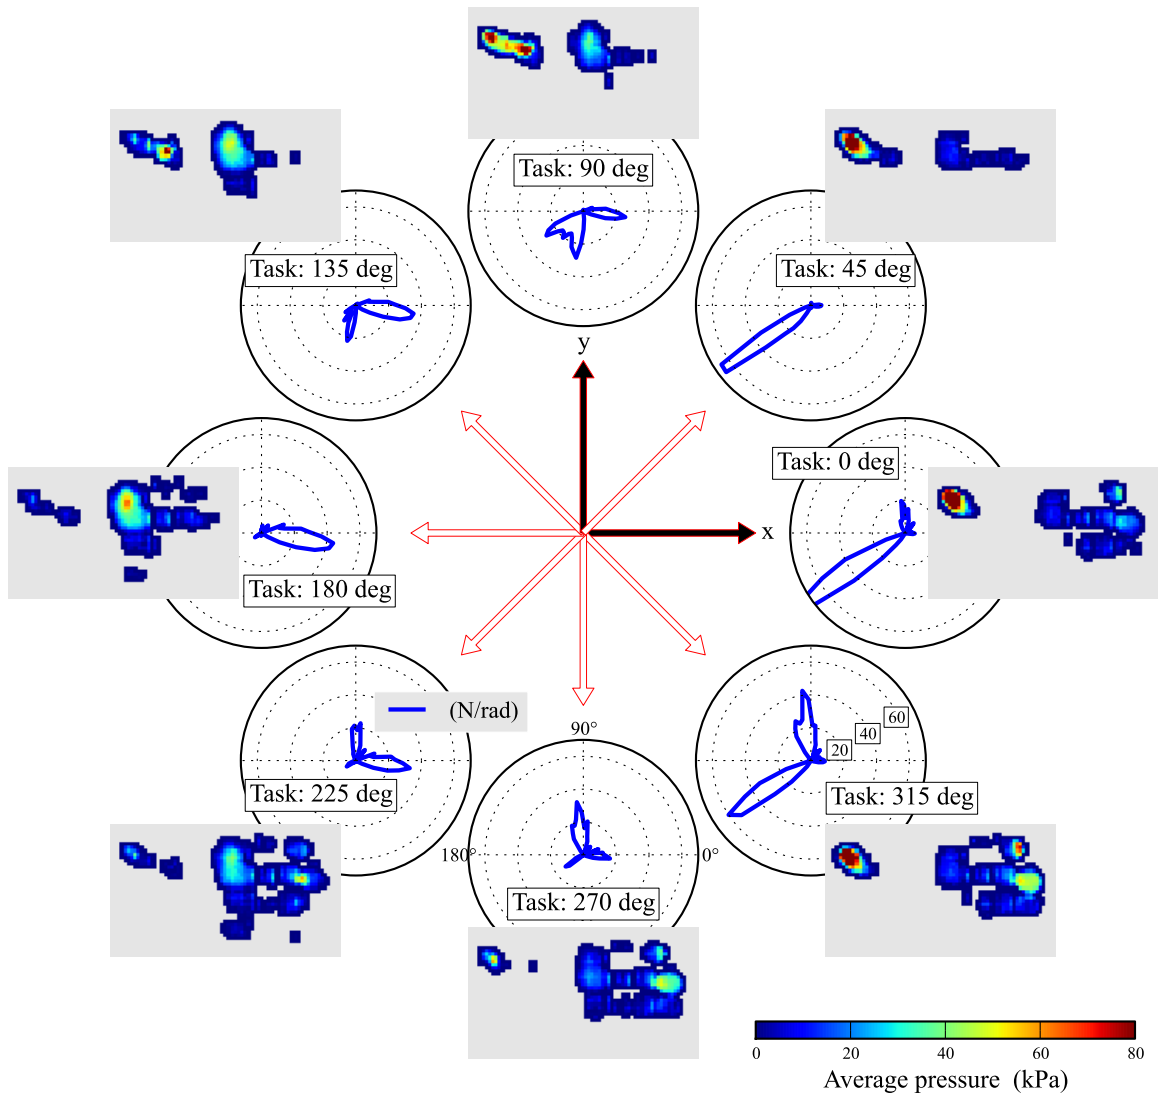 Task: 90 deg
Task: 135 deg
Task: 45 deg
y
Task: 0 deg
x
Task: 180 deg
(N/rad)
60
40
20
90°
Task: 225 deg
Task: 315 deg
180°
0°
Task: 270 deg
0
20
40
60
80
Average pressure (kPa)